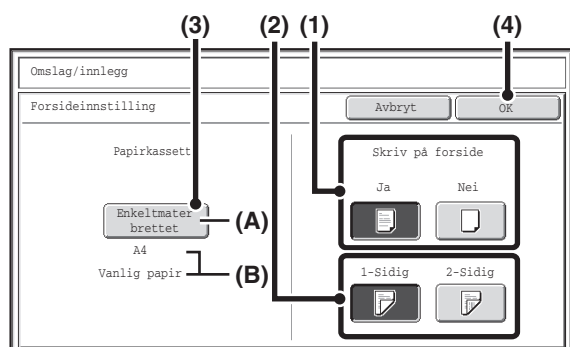 (3) (2) (1) (4)
Omslag/innlegg
Forsideinnstilling
Avbryt
OK
Papirkassett
Skriv på forside
Ja
Nei
Enkeltmater
brettet
(A)
A4
Vanlig papir
(B)
1-Sidig
2-Sidig